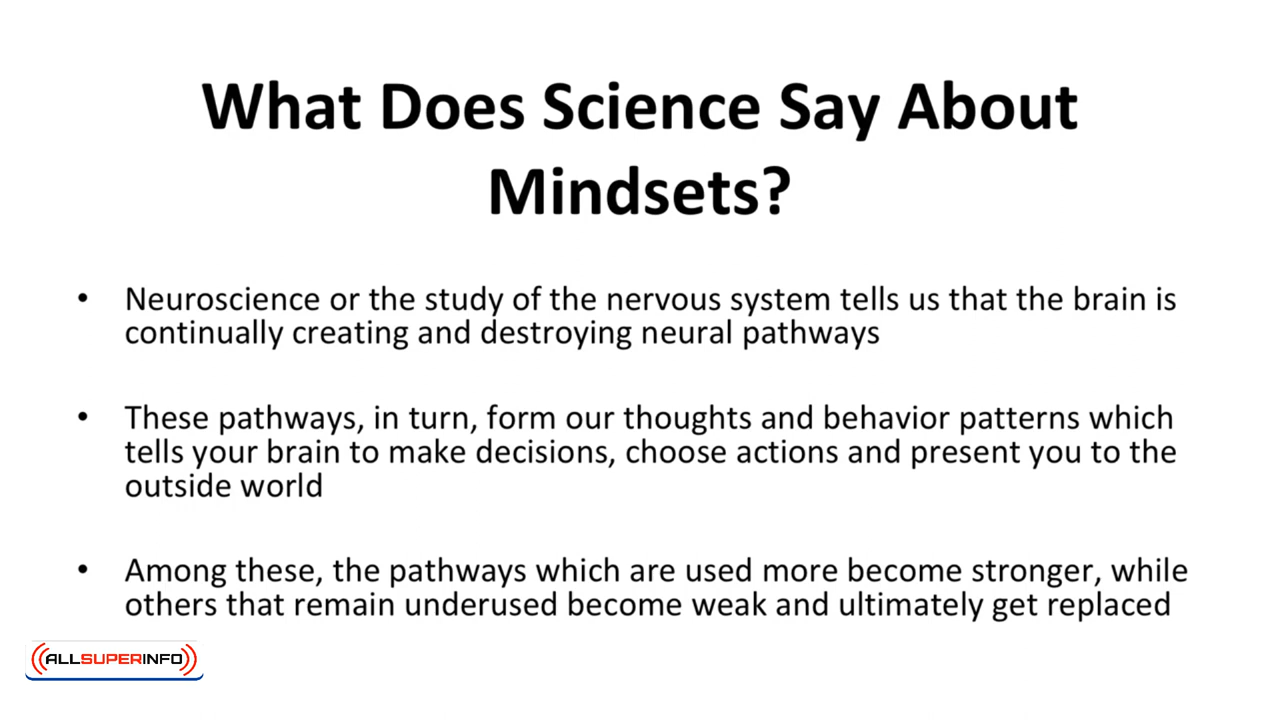 What Does Science Say About
Mindsets?
• Neuroscience or the study of the nervous system tells us that the brain is
continually creating and destroying neural pathways
• These pathways, in turn, form our thoughts and behavior patterns which
tells your brain to make decisions, choose actions and present you to the
outside world
• Among these, the pathways which are used more become stronger, while
others that remain underused become weak and ultimately get replaced
ALLSUPERINFO